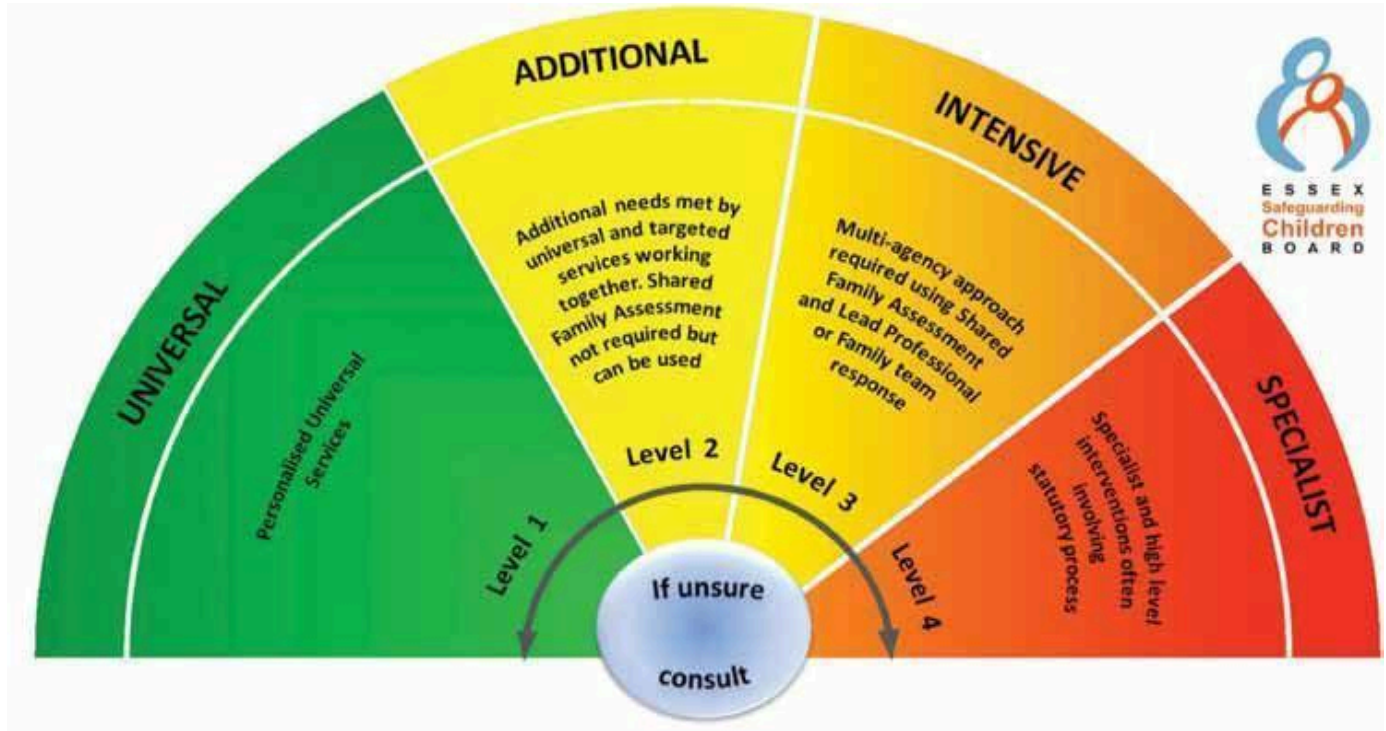 UNIVERSAL
Personalised Universal
Services
Level 1
ADDITIONAL
Additional needs met by
universal and targeted
services working
together. Shared
Family Assessment
not required but
can be used
Level 2
INTENSIVE
Multi-agency approach
required using Shared
Family Assessment
and Lead Professional
or Family team
response
Level 3
SPECIALIST
Specialist and high level
interventions often
involving
statutory process
Level 4
If unsure
consult
ESSEX
Safeguarding
Children
BOARD